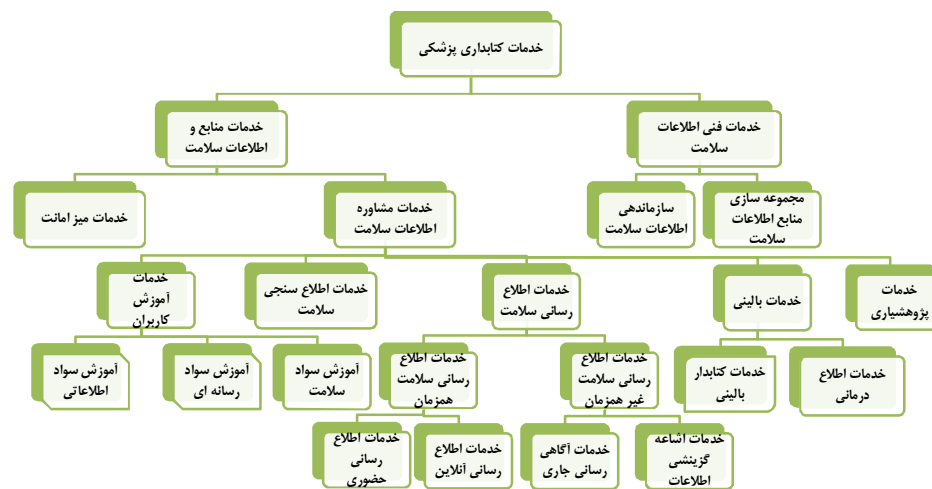 خدمات کتابداری پزشکی
خدمات فنی اطلاعات
سلامت
خدمات منابع و
اطلاعات سلامت
مجموعه سازی
منابع اطلاعات
سلامت
سازماندهی
اطلاعات سلامت
خدمات مشاوره
اطلاعات سلامت
خدمات میز امانت
خدمات
پژوهشیاری
خدمات بالینی
خدمات اطلاع
رسانی سلامت
خدمات اطلاع سنجی
سلامت
خدمات
آموزش
کاربران
خدمات اطلاع
درمانی
خدمات کتابدار
بالینی
خدمات اطلاع
رسانی سلامت
غیر همزمان
خدمات اطلاع
رسانی سلامت
همزمان
آموزش سواد
سلامت
آموزش سواد
رسانه ای
آموزش سواد
اطلاعاتی
خدمات اشاعه
گزینشی
اطلاعات
خدمات آگاهی
رسانی جاری
خدمات اطلاع
رسانی آنلاین
خدمات اطلاع
رسانی
حضوری